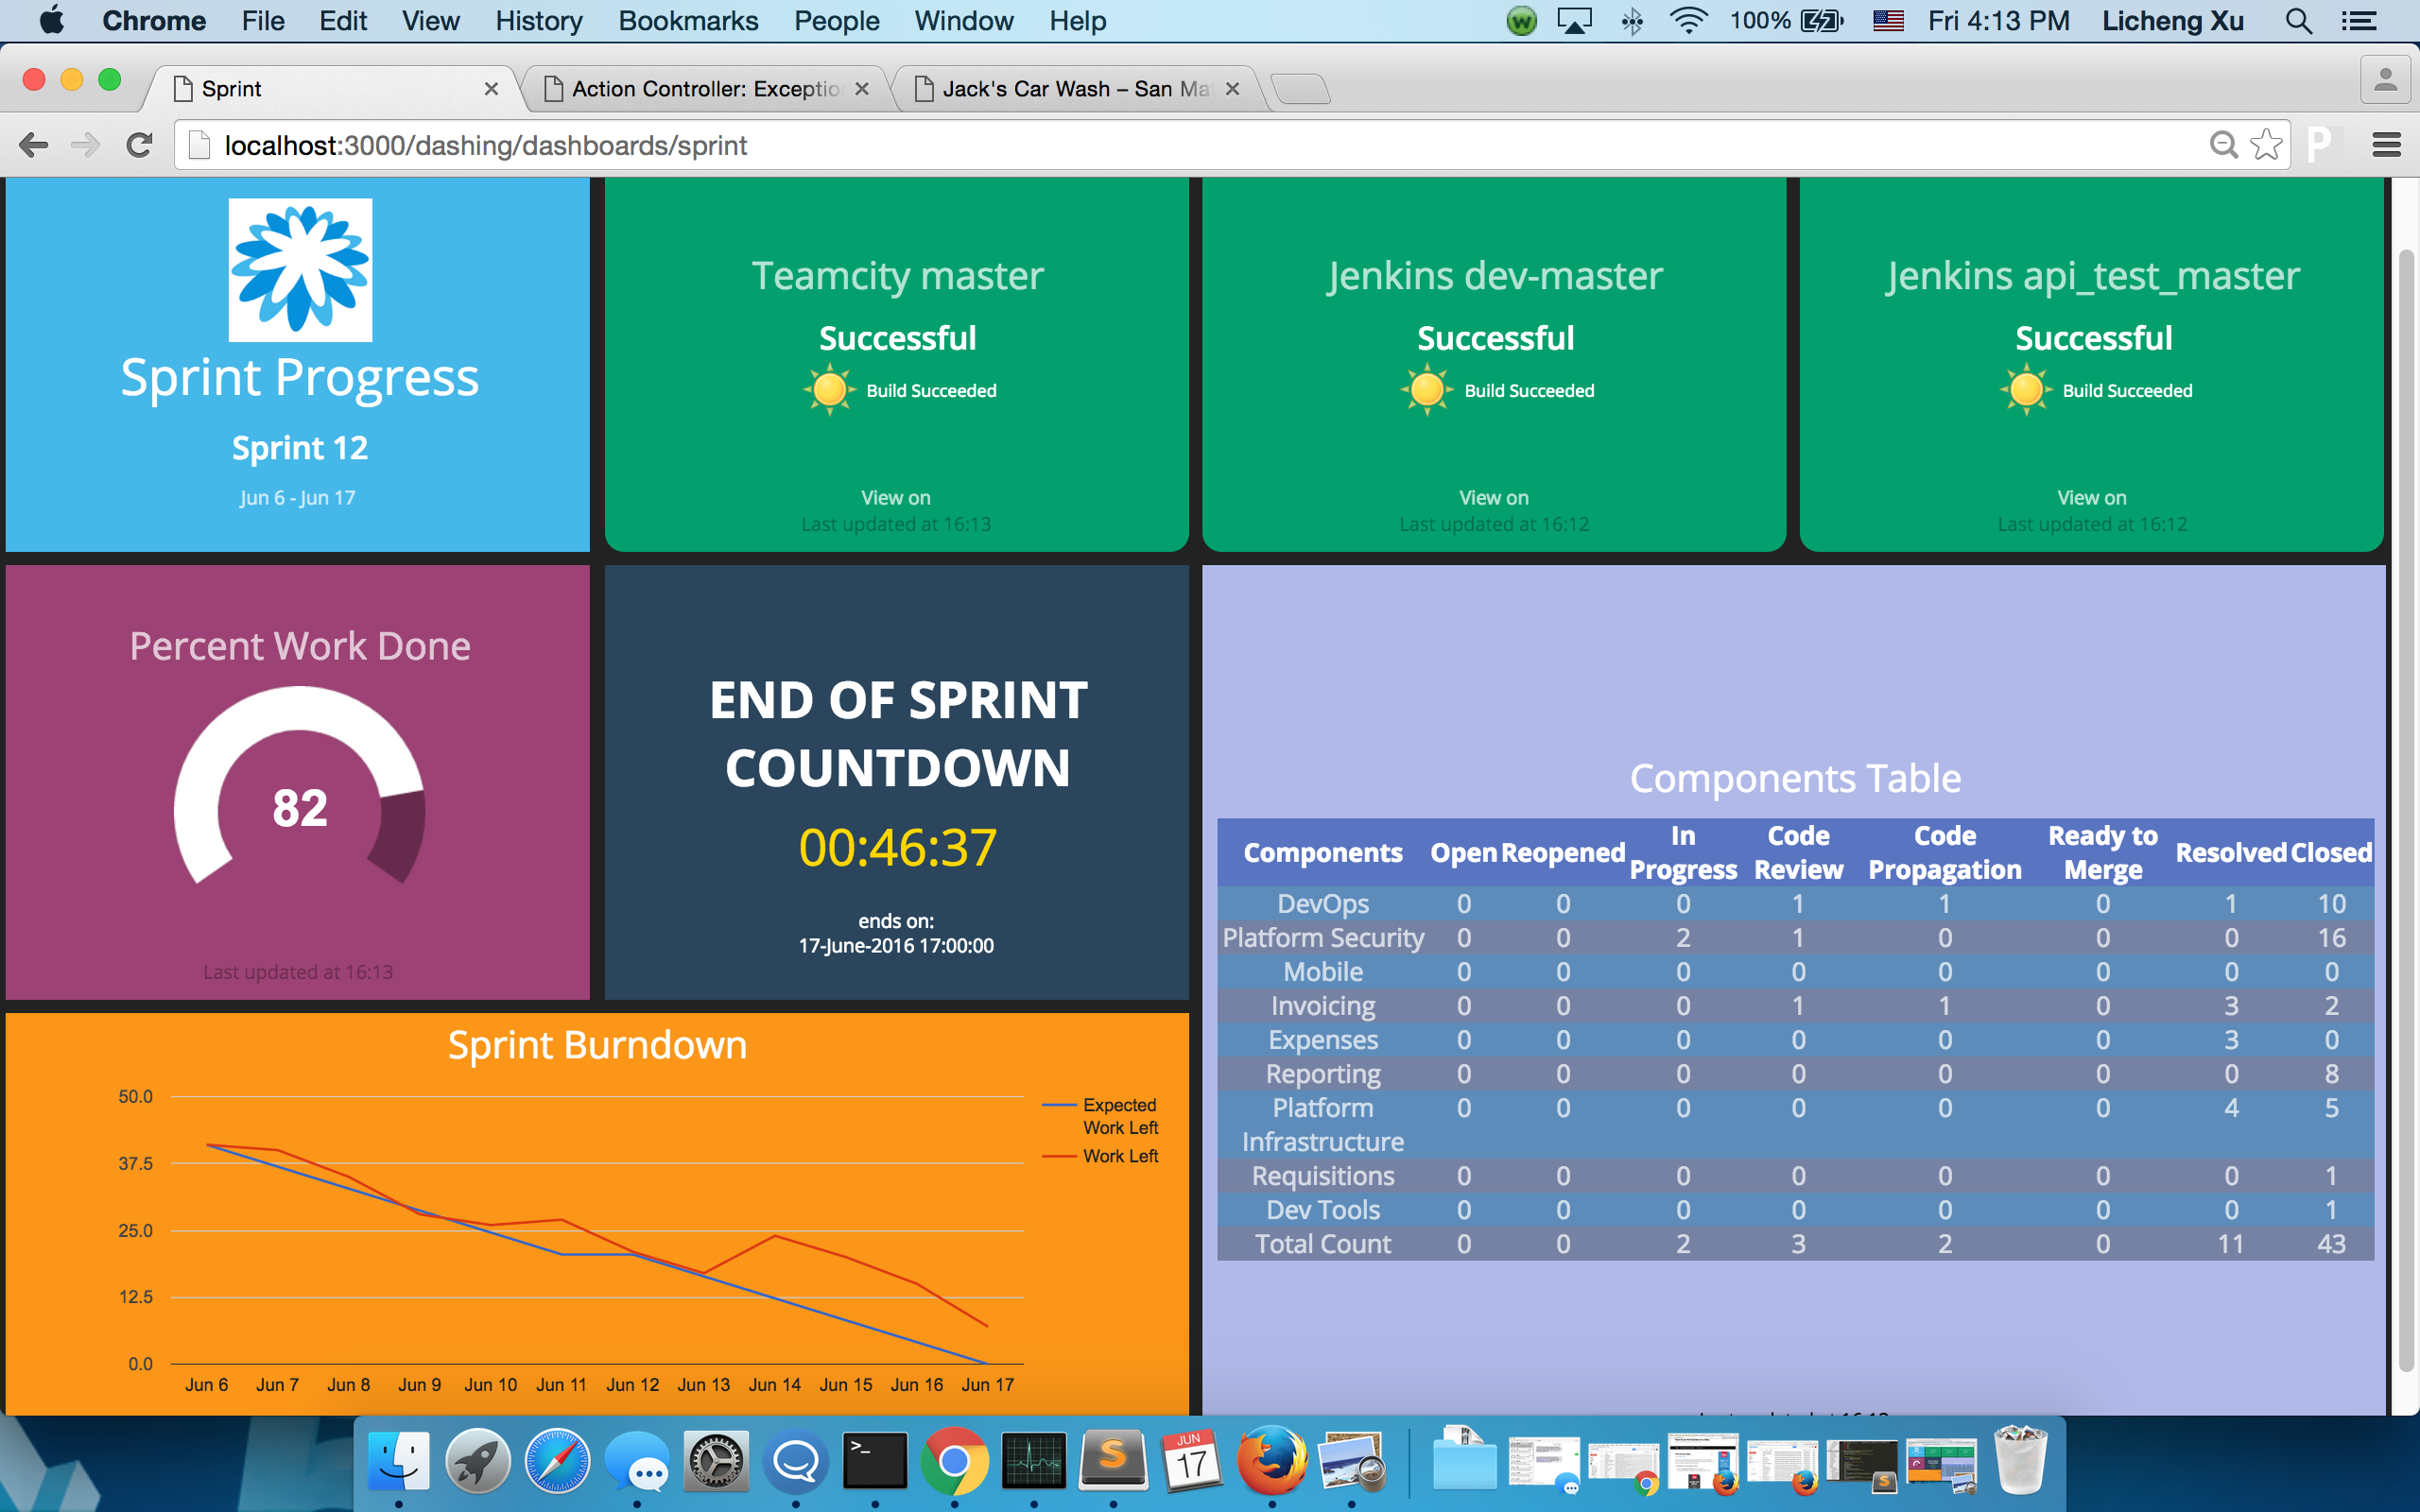 Chrome File Edit View History Bookmarks People Window Help 100% Fri 4:13 PM Licheng Xu
Sprint
Action Controller: Exceptio
Jack's Car Wash – San Ma
localhost:3000/dashing/dashboards/sprint
P
Sprint Progress
Sprint 12
Jun 6 - Jun 17
Teamcity master
Successful
Build Succeeded
View on
Last updated at 16:13
Jenkins dev-master
Successful
Build Succeeded
View on
Last updated at 16:12
Jenkins api_test_master
Successful
Build Succeeded
View on
Last updated at 16:12
Percent Work Done
82
Last updated at 16:13
END OF SPRINT
COUNTDOWN
00:46:37
ends on:
17-June-2016 17:00:00
Components Table
Components Open Reopened In Progress Code Review Code Propagation Ready to Merge Resolved Closed
DevOps 0 0 0 1 1 0 1 10
Platform Security 0 0 2 1 0 0 0 16
Mobile 0 0 0 0 0 0 0 0
Invoicing 0 0 0 1 1 0 3 2
Expenses 0 0 0 0 0 0 3 0
Reporting 0 0 0 0 0 0 0 8
Platform 0 0 0 0 0 0 4 5
Infrastructure
Requisitions 0 0 0 0 0 0 0 1
Dev Tools 0 0 0 0 0 0 0 1
Total Count 0 0 2 3 2 0 11 43
Sprint Burndown
50.0
37.5
25.0
12.5
0.0
Jun 6 Jun 7 Jun 8 Jun 9 Jun 10 Jun 11 Jun 12 Jun 13 Jun 14 Jun 15 Jun 16 Jun 17
Expected
Work Left
Work Left
JUN
17